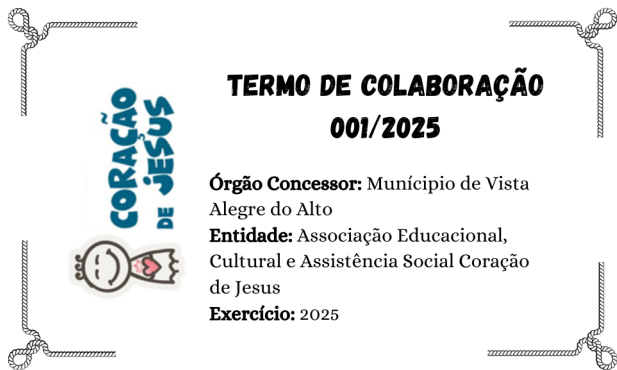 CORAÇÃO
DE JESUS
TERMO DE COLABORAÇÃO
001/2025
Órgão Concessor: Munícipio de Vista
Alegre do Alto
Entidade: Associação Educacional,
Cultural e Assistência Social Coração
de Jesus
Exercício: 2025